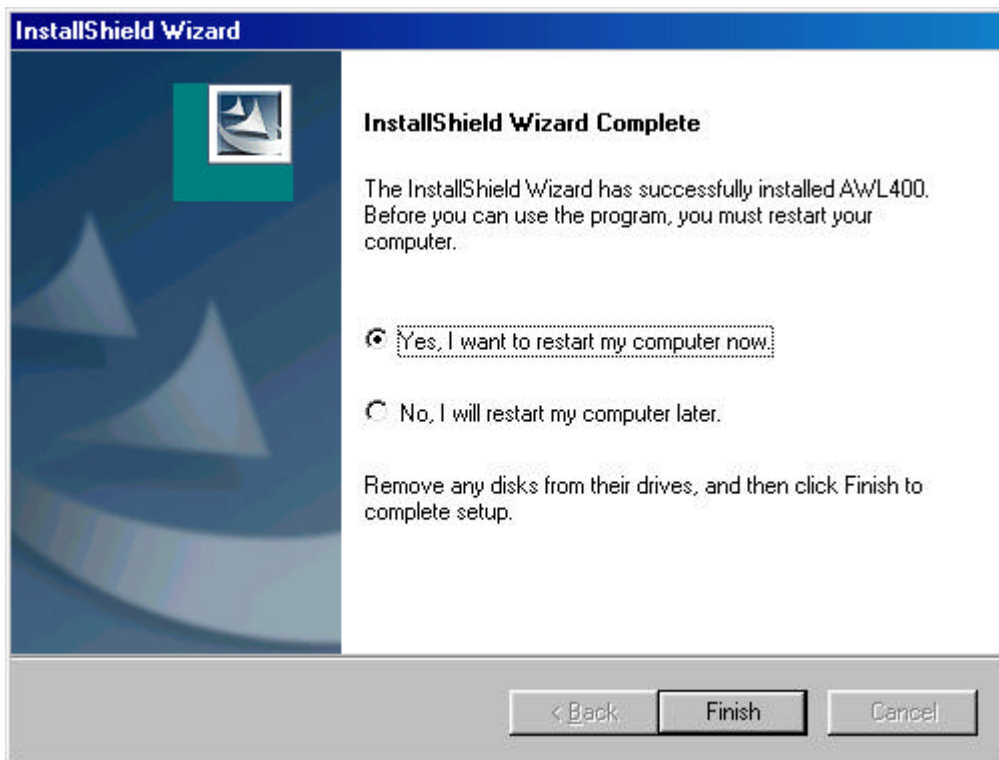 InstallShield Wizard
InstallShield Wizard Complete
The InstallShield Wizard has successfully installed AWL400.
Before you can use the program, you must restart your
computer.
Yes, I want to restart my computer now.
No, I will restart my computer later.
Remove any disks from their drives, and then click Finish to
complete setup.
< Back
Finish
Cancel